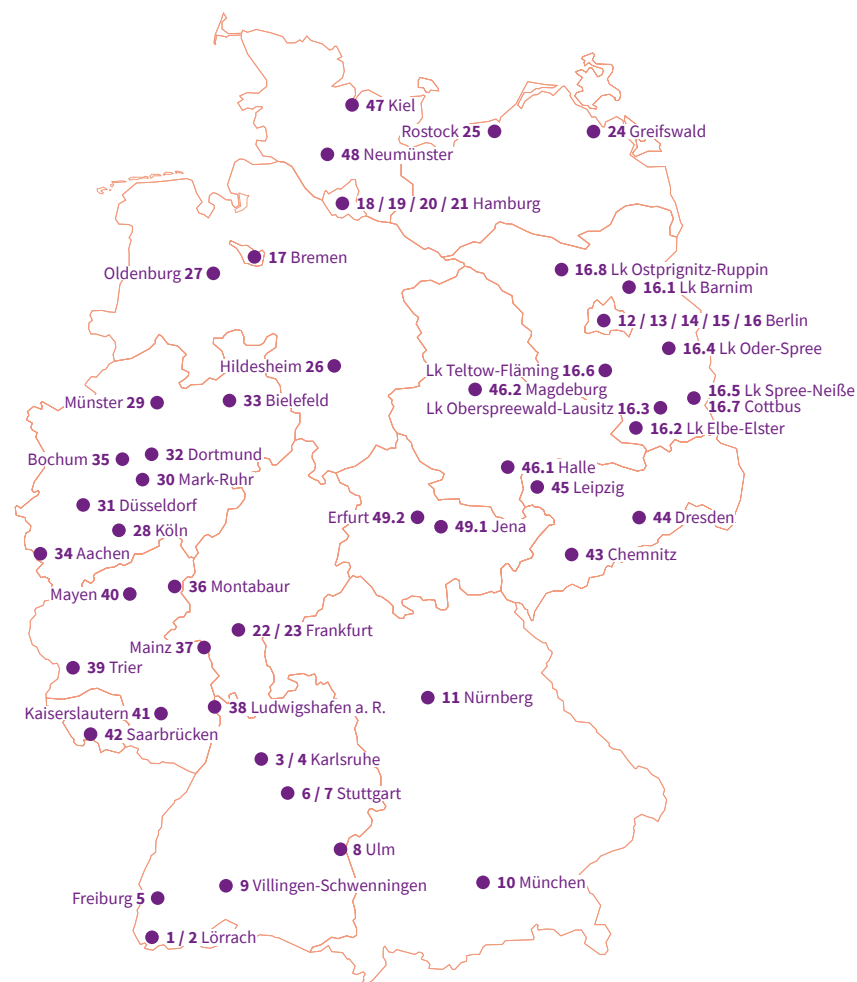 47 Kiel
Rostock 25
24 Greifswald
48 Neumünster
18 / 19 / 20 / 21 Hamburg
17 Bremen
Oldenburg 27
16.8 Lk Ostprignitz-Ruppin
16.1 Lk Barnim
12 / 13 / 14 / 15 / 16 Berlin
16.4 Lk Oder-Spree
Hildesheim 26
Lk Teltow-Fläming 16.6
46.2 Magdeburg
16.5 Lk Spree-Neiße
Münster 29
33 Bielefeld
Lk Oberspreewald-Lausitz 16.3
16.7 Cottbus
16.2 Lk Elbe-Elster
32 Dortmund
Bochum 35
46.1 Halle
30 Mark-Ruhr
45 Leipzig
31 Düsseldorf
Erfurt 49.2
44 Dresden
49.1 Jena
28 Köln
34 Aachen
43 Chemnitz
36 Montabaur
Mayen 40
22 / 23 Frankfurt
Mainz 37
39 Trier
11 Nürnberg
38 Ludwigshafen a. R.
Kaiserslautern 41
42 Saarbrücken
3 / 4 Karlsruhe
6 / 7 Stuttgart
8 Ulm
9 Villingen-Schwenningen
10 München
Freiburg 5
1 / 2 Lörrach